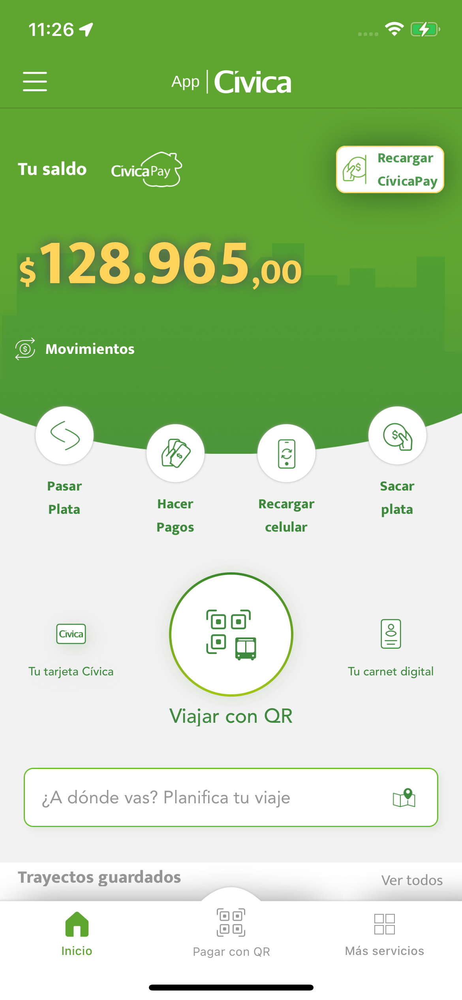 11:26
App | Cívica
Tu saldo
CívicaPay
Recargar
CívicaPay
$128.965,00
Movimientos
Pasar
Plata
Hacer
Pagos
Recargar
celular
Sacar
plata
Cívica
Tu tarjeta Cívica
Tu carnet digital
Viajar con QR
¿A dónde vas? Planifica tu viaje
Trayectos guardados
Ver todos
Inicio
Pagar con QR
Más servicios